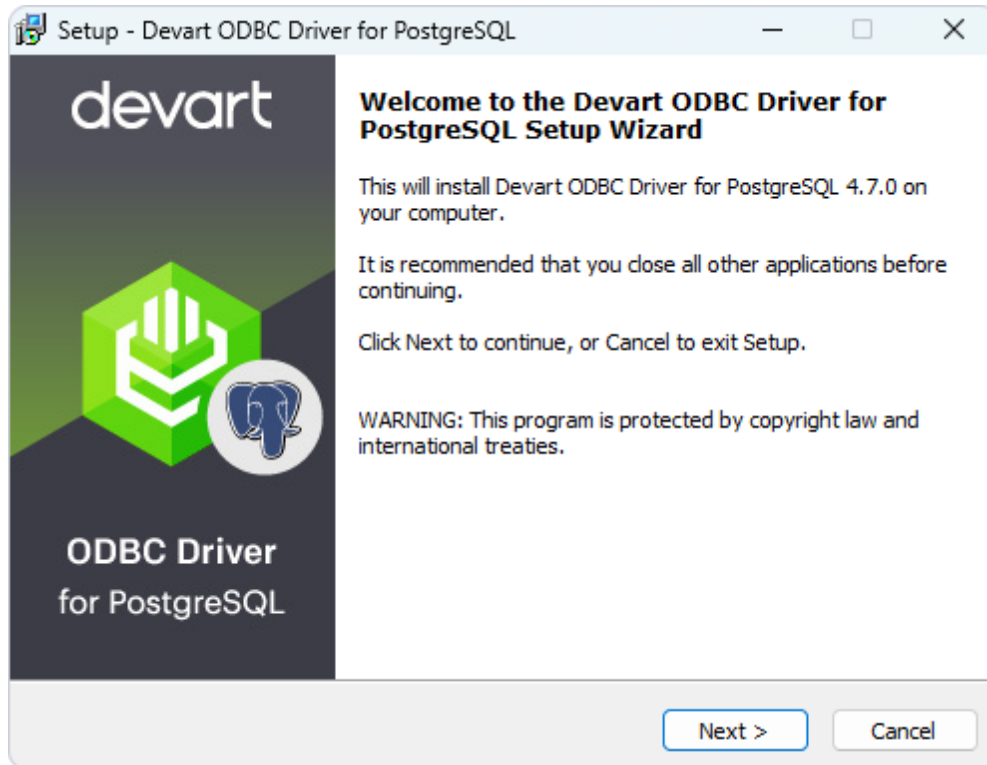 Setup - Devart ODBC Driver for PostgreSQL
devart
Welcome to the Devart ODBC Driver for
PostgreSQL Setup Wizard
This will install Devart ODBC Driver for PostgreSQL 4.7.0 on
your computer.
It is recommended that you close all other applications before
continuing.
Click Next to continue, or Cancel to exit Setup.
WARNING: This program is protected by copyright law and
international treaties.
ODBC Driver
for PostgreSQL
Next >
Cancel